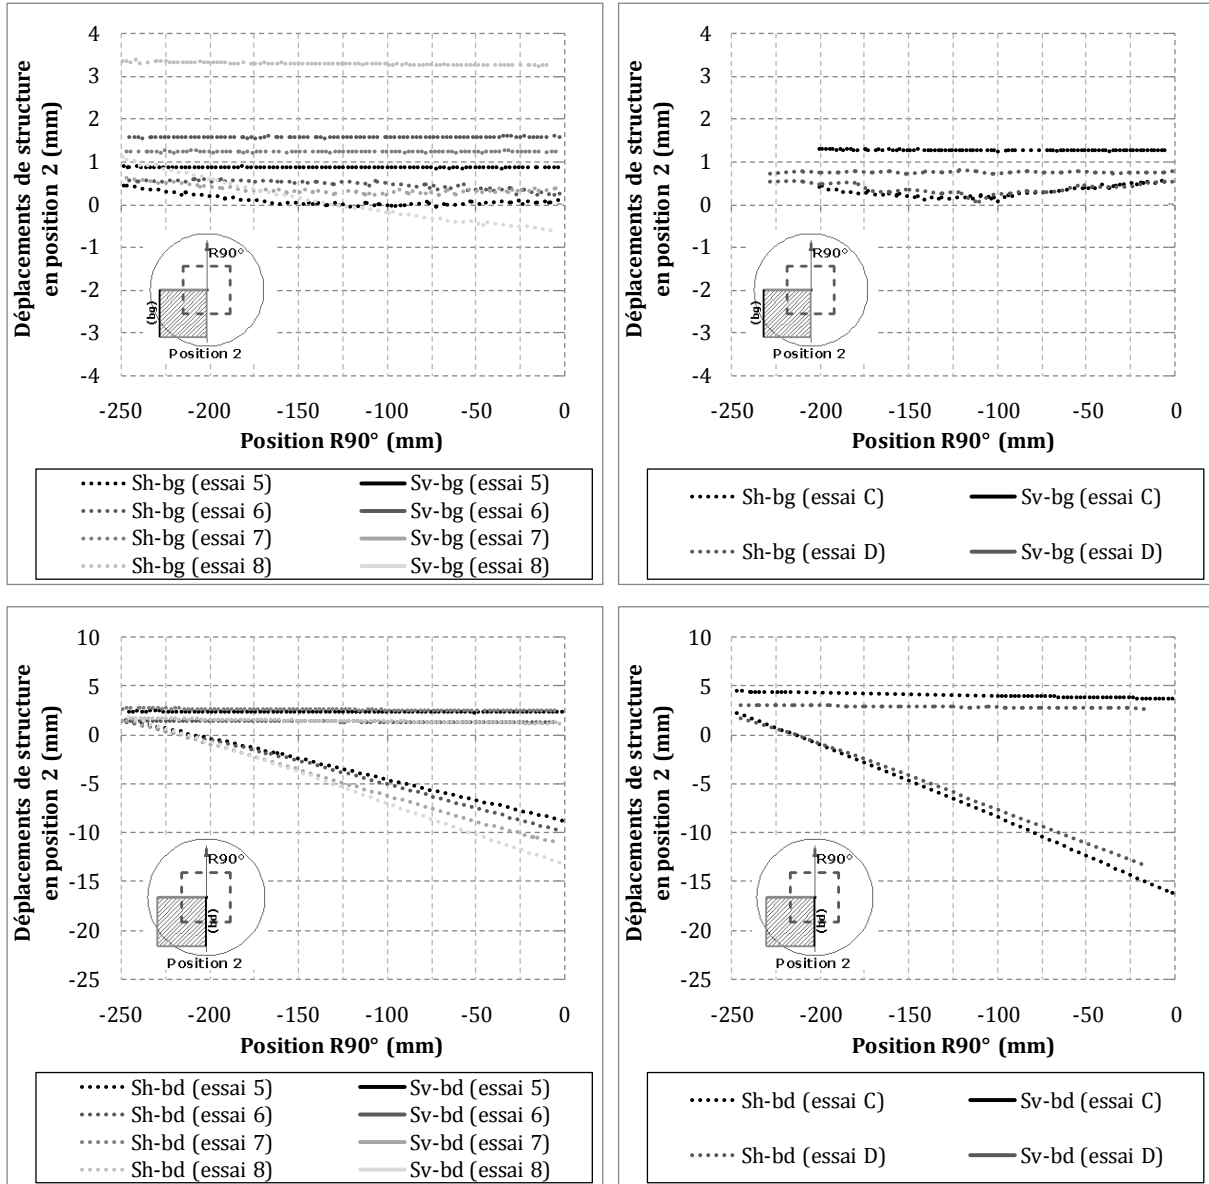 Déplacements de structure
en position 2 (mm)
4
3
2
1
0
-1
-2
-3
-4
R90°
(bg)
Position 2
-250 -200 -150 -100 -50 0
Position R90° (mm)
Sh-bg (essai 5) Sv-bg (essai 5)
Sh-bg (essai 6) Sv-bg (essai 6)
Sh-bg (essai 7) Sv-bg (essai 7)
Sh-bg (essai 8) Sv-bg (essai 8)
Déplacements de structure
en position 2 (mm)
4
3
2
1
0
-1
-2
-3
-4
R90°
(bg)
Position 2
-250 -200 -150 -100 -50 0
Position R90° (mm)
Sh-bg (essai C) Sv-bg (essai C)
Sh-bg (essai D) Sv-bg (essai D)
Déplacements de structure
en position 2 (mm)
10
5
0
-5
-10
-15
-20
-25
R90°
(bd)
Position 2
-250 -200 -150 -100 -50 0
Position R90° (mm)
Sh-bd (essai 5) Sv-bd (essai 5)
Sh-bd (essai 6) Sv-bd (essai 6)
Sh-bd (essai 7) Sv-bd (essai 7)
Sh-bd (essai 8) Sv-bd (essai 8)
Déplacements de structure
en position 2 (mm)
10
5
0
-5
-10
-15
-20
-25
R90°
(bd)
Position 2
-250 -200 -150 -100 -50 0
Position R90° (mm)
Sh-bd (essai C) Sv-bd (essai C)
Sh-bd (essai D) Sv-bd (essai D)